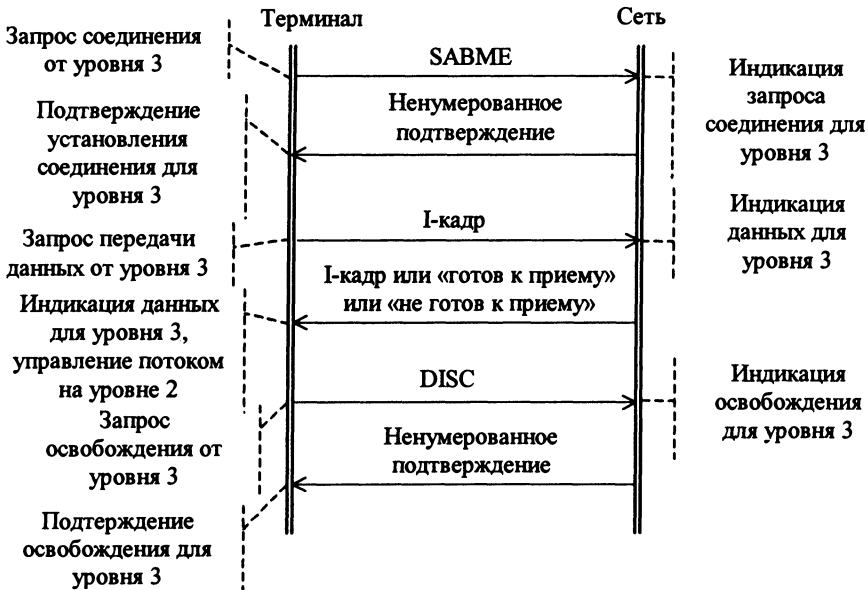 Терминал
Сеть
Запрос соединения
от уровня 3
SABME
Индикация
запроса
соединения для
уровня 3
Подтверждение
установления
соединения для
уровня 3
Ненумерованное
подтверждение
Запрос передачи
данных от уровня 3
I-кадр
Индикация
данных для
уровня 3
Индикация данных
для уровня 3,
управление потоком
на уровне 2
I-кадр или «готов к приему»
или «не готов к приему»
Запрос
освобождения от
уровня 3
DISC
Индикация
освобождения
для уровня 3
Ненумерованное
подтверждение
Подтерждение
освобождения для
уровня 3